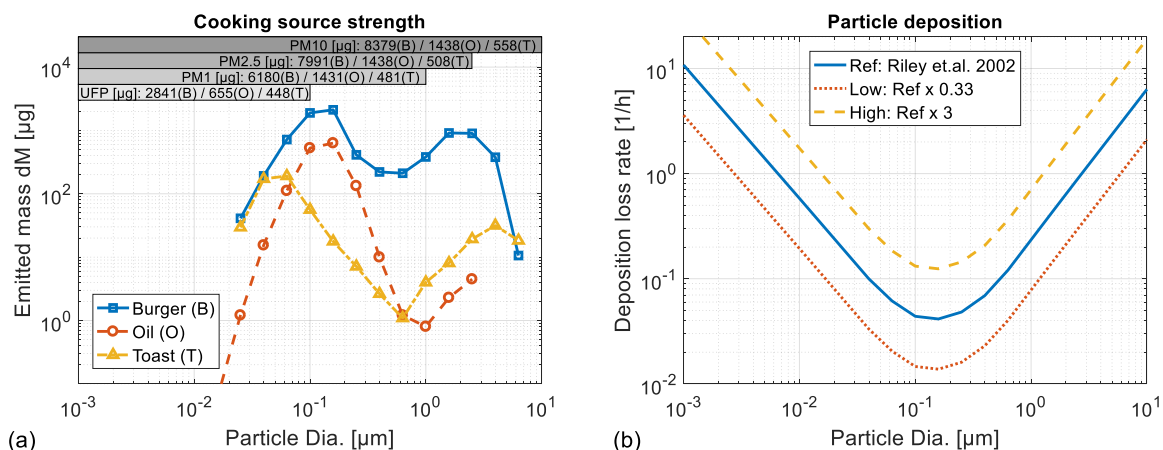 Cooking source strength
PM10 [µg]: 8379(B) / 1438(O) / 558(T)
PM2.5 [µg]: 7991(B) / 1438(O) / 508(T)
PM1 [µg]: 6180(B) / 1431(O) / 481(T)
UFP [µg]: 2841(B) / 655(O) / 448(T)
Emitted mass dM [µg]
10^4
10^2
10^0
Burger (B)
Oil (O)
Toast (T)
10^-3
10^-2
10^-1
10^0
10^1
Particle Dia. [µm]
(a)
Particle deposition
Ref: Riley et.al. 2002
Low: Ref x 0.33
High: Ref x 3
Deposition loss rate [1/h]
10^1
10^0
10^-1
10^-2
10^-3
10^-2
10^-1
10^0
10^1
Particle Dia. [µm]
(b)